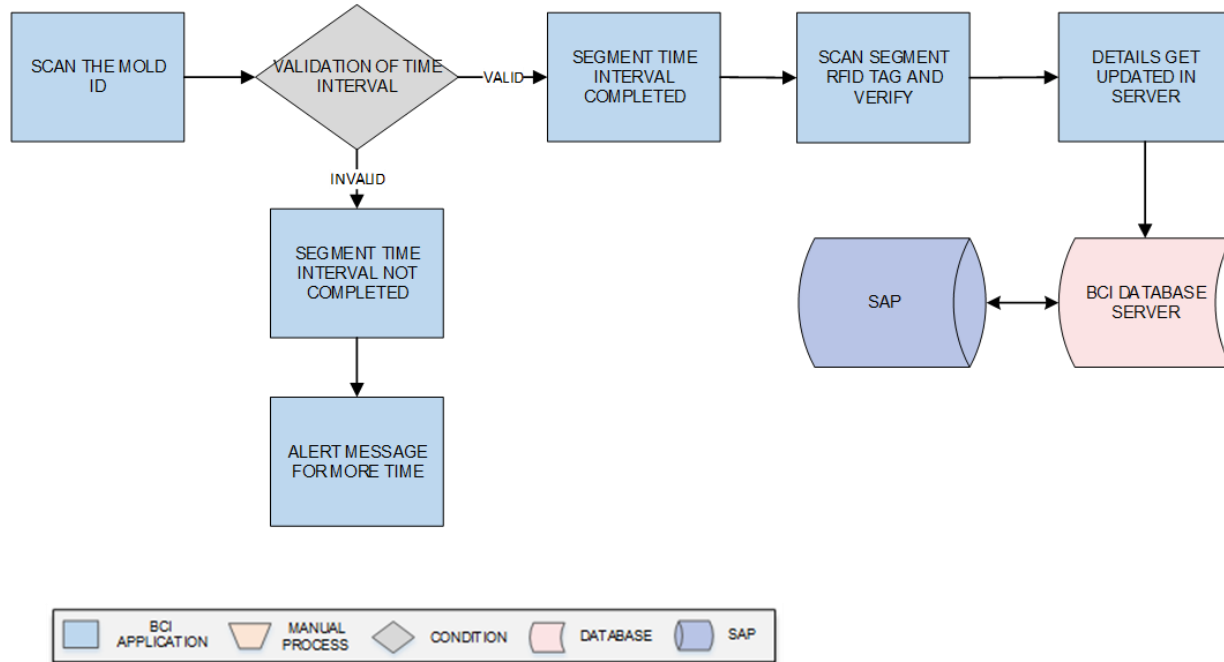 SCAN THE MOLD
ID
VALIDATION OF TIME
INTERVAL
VALID
SEGMENT TIME
INTERVAL
COMPLETED
SCAN SEGMENT
RFID TAG AND
VERIFY
DETAILS GET
UPDATED IN
SERVER
INVALID
SEGMENT TIME
INTERVAL NOT
COMPLETED
SAP
BCI DATABASE
SERVER
ALERT MESSAGE
FOR MORE TIME
BCI
APPLICATION
MANUAL
PROCESS
CONDITION
DATABASE
SAP